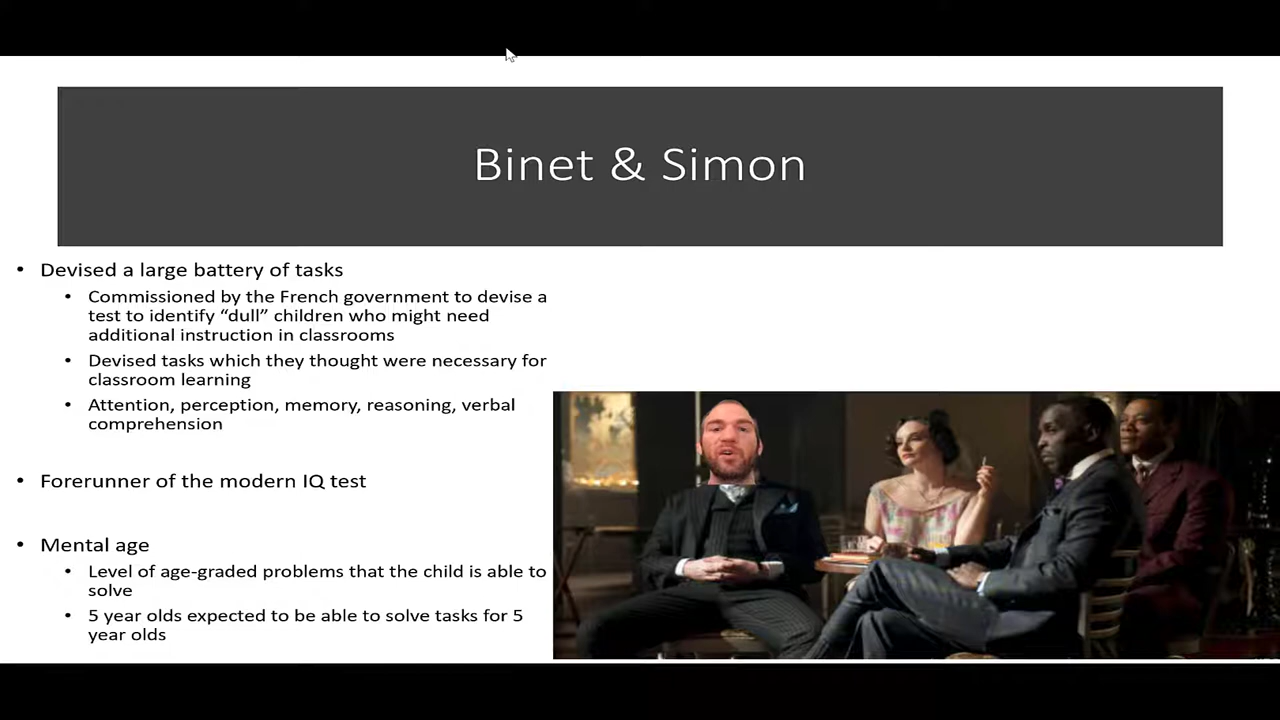 Binet & Simon
• Devised a large battery of tasks
• Commissioned by the French government to devise a
test to identify “dull” children who might need
additional instruction in classrooms
• Devised tasks which they thought were necessary for
classroom learning
• Attention, perception, memory, reasoning, verbal
comprehension
• Forerunner of the modern IQ test
• Mental age
• Level of age-graded problems that the child is able to
solve
• 5 year olds expected to be able to solve tasks for 5
year olds